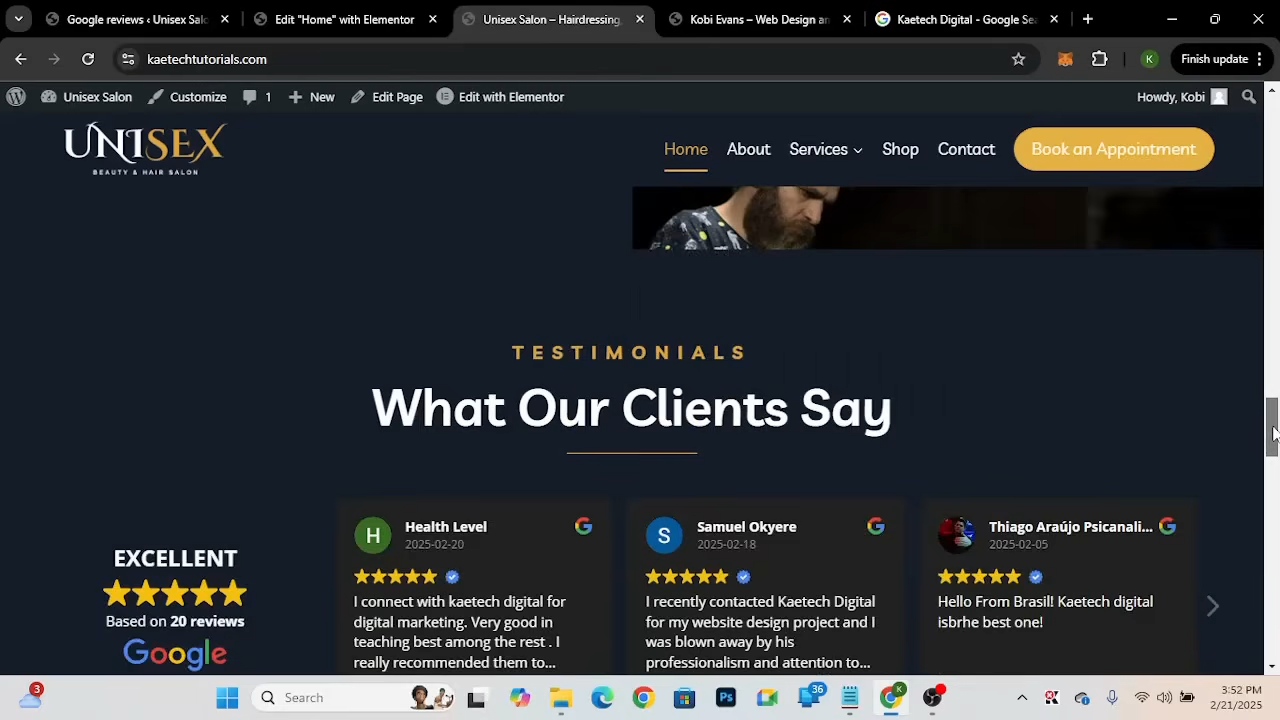 Google reviews ‹ Unisex Sal
Edit "Home" with Elementor
Unisex Salon – Hairdressing,
Kobi Evans – Web Design an
Kaetech Digital - Google Se
kaetechtutorials.com
K
Finish update
Unisex Salon
Customize
1
New
Edit Page
Edit with Elementor
Howdy, Kobi
UNISEX
BEAUTY & HAIR SALON
Home
About
Services
Shop
Contact
Book an Appointment
TESTIMONIALS
What Our Clients Say
EXCELLENT
Based on 20 reviews
Google
H
Health Level
2025-02-20
I connect with kaetech digital for
digital marketing. Very good in
teaching best among the rest . I
really recommended them to...
S
Samuel Okyere
2025-02-18
I recently contacted Kaetech Digital
for my website design project and I
was blown away by his
professionalism and attention to...
Thiago Araújo Psicanali...
2025-02-05
Hello From Brasil! Kaetech digital
isbrhe best one!
3
Search
Ps
36
K
3:52 PM
2/21/2025